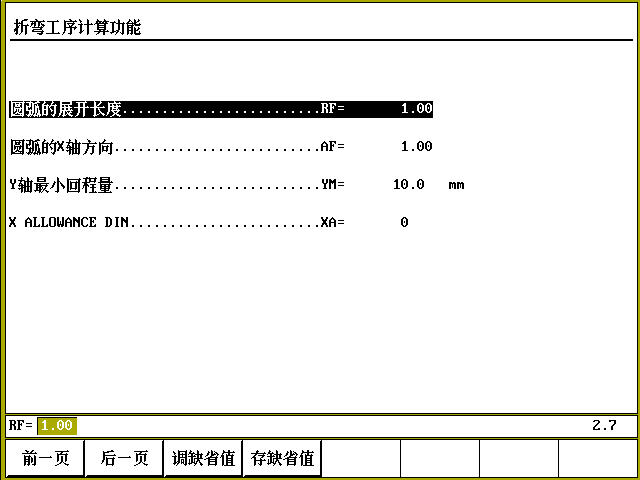 折弯工序计算功能
圆弧的展开长度.........................RF= 1.00
圆弧的X轴方向..........................AF= 1.00
Y轴最小回程量..........................YM= 10.0 mm
X ALLOWANCE DIN........................XA= 0
RF= 1.00 2.7
前一页 后一页 调缺省值 存缺省值